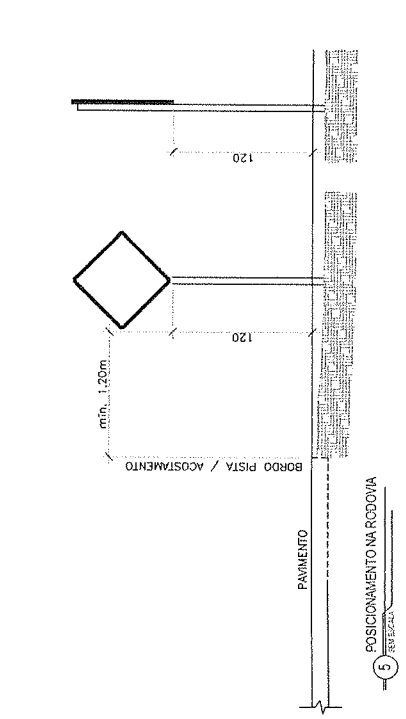 120
120
min. 1.20m
BORDO PISTA / ACOSTAMENTO
PAVIMENTO
5
POSICIONAMENTO NA RODOVIA
SEM ESCALA